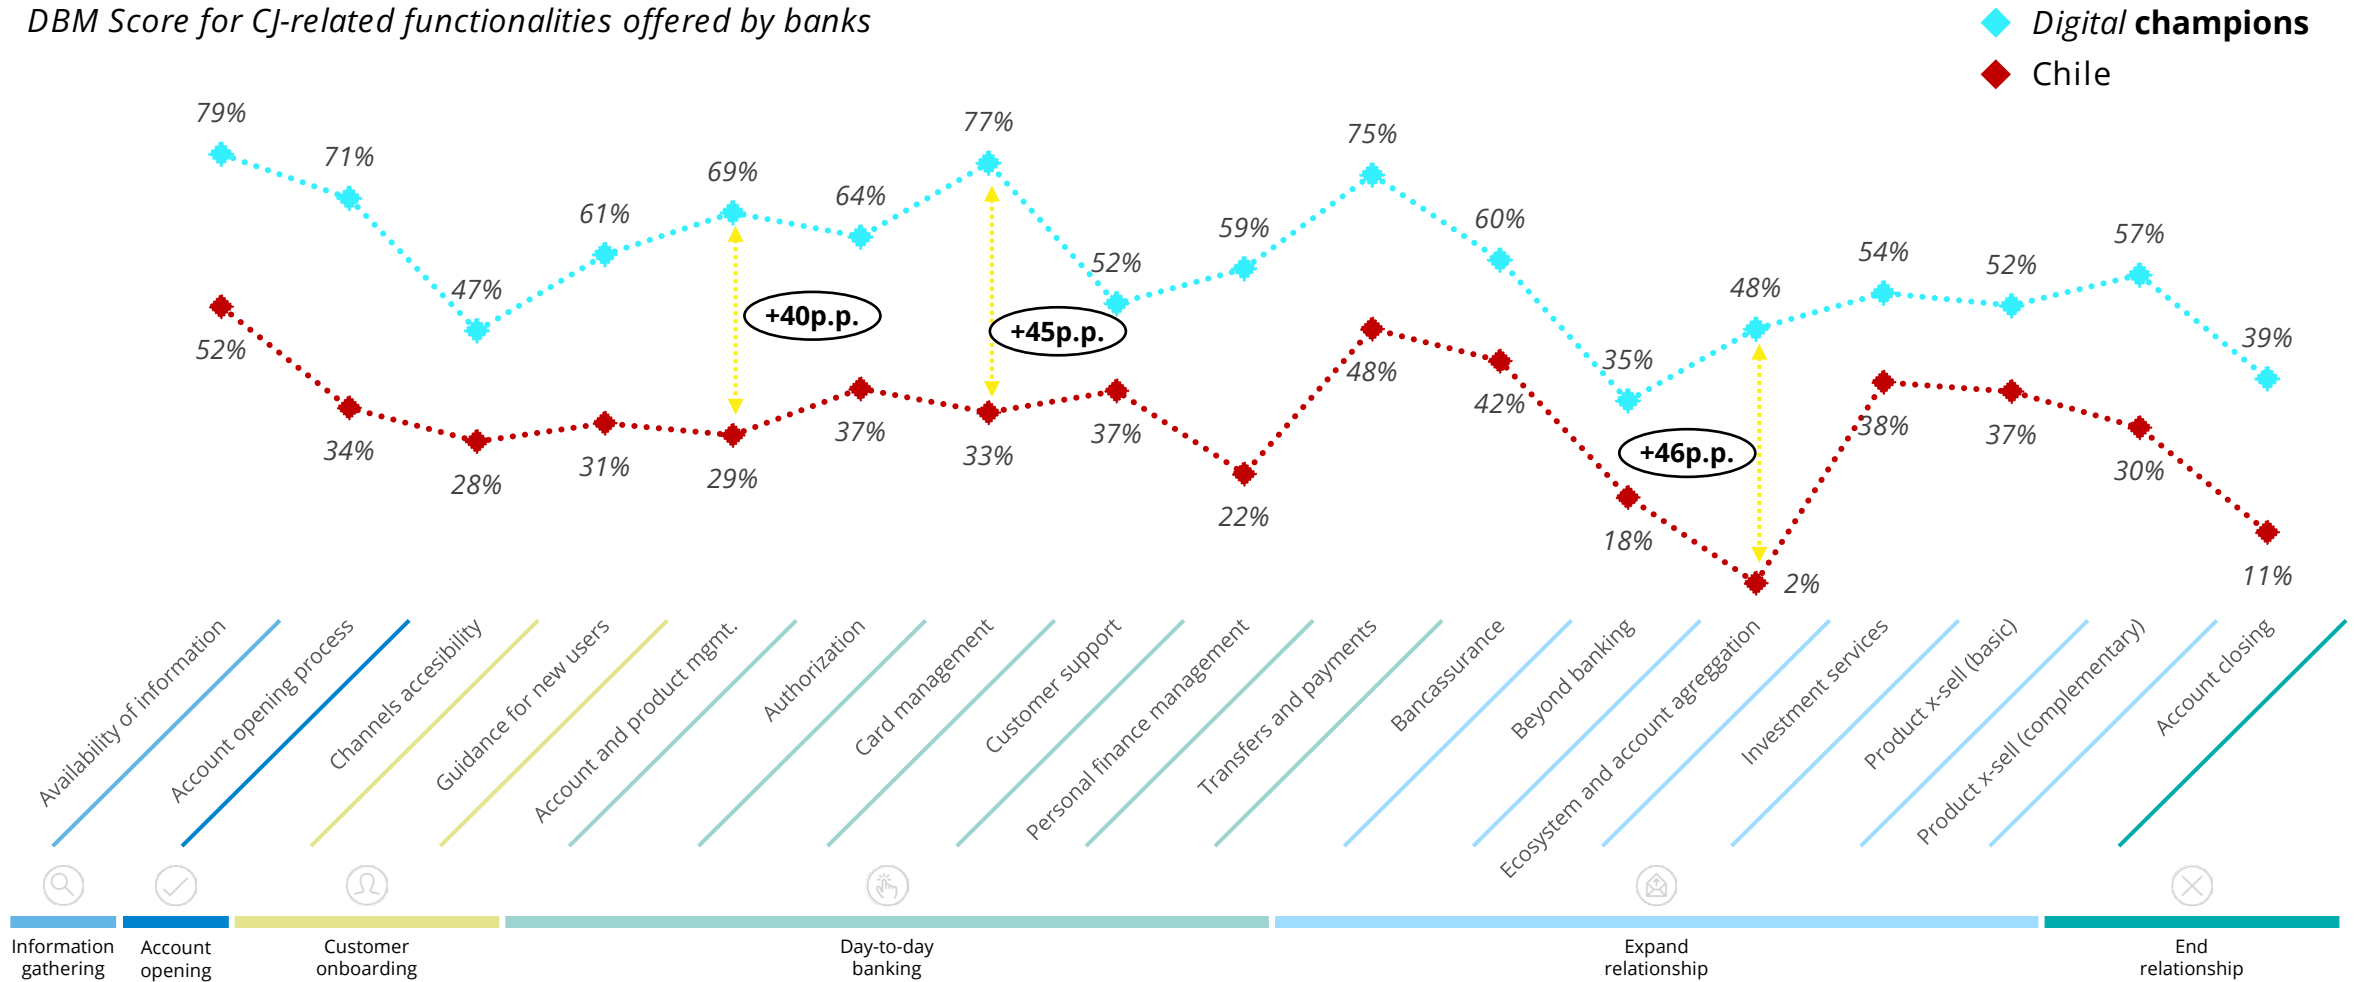 DBM Score for CJ-related functionalities offered by banks
Digital champions
Chile
79%
71%
47%
61%
69%
64%
77%
52%
59%
75%
60%
35%
48%
54%
52%
57%
39%
+40p.p.
+45p.p.
+46p.p.
52%
34%
28%
31%
29%
37%
33%
37%
22%
48%
42%
18%
2%
38%
37%
30%
11%
Availability of information
Account opening process
Channels accesibility
Guidance for new users
Account and product mgmt.
Authorization
Card management
Customer support
Personal finance management
Transfers and payments
Bancassurance
Beyond banking
Ecosystem and account agreggation
Investment services
Product x-sell (basic)
Product x-sell (complementary)
Account closing
Information
gathering
Account
opening
Customer
onboarding
Day-to-day
banking
Expand
relationship
End
relationship